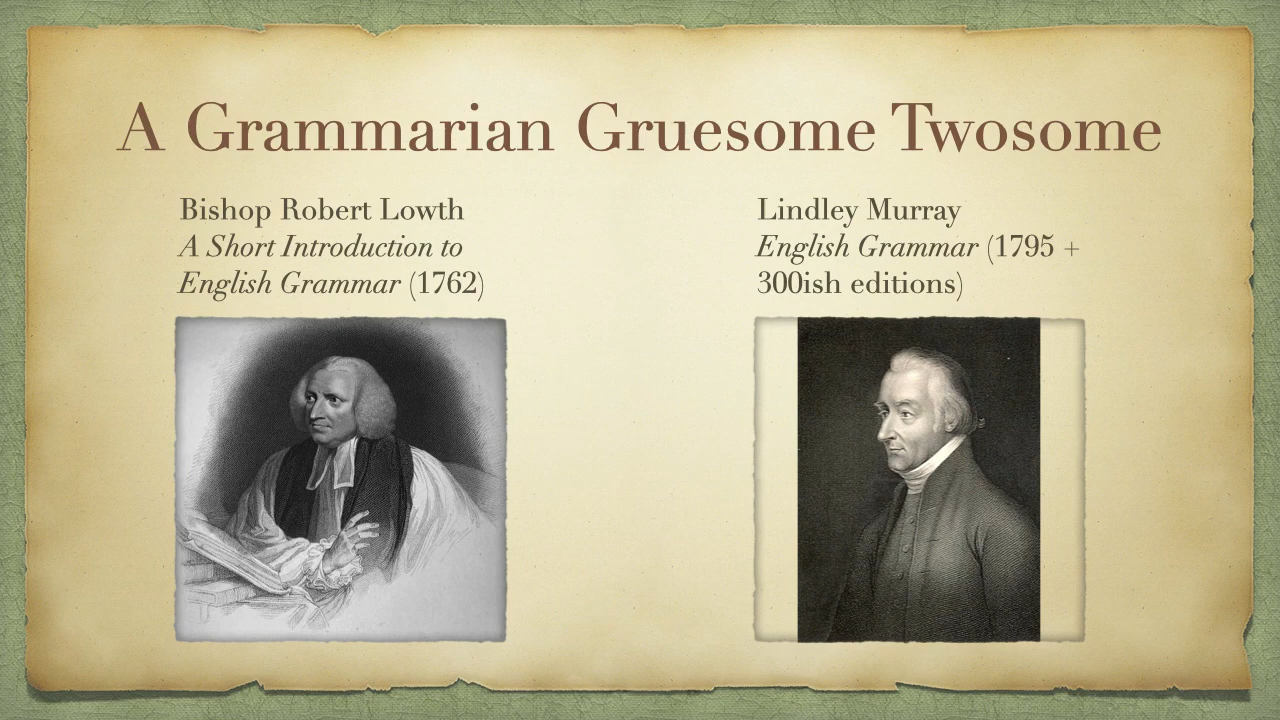 A Grammarian Gruesome Twosome
Bishop Robert Lowth
A Short Introduction to
English Grammar (1762)
Lindley Murray
English Grammar (1795 +
300ish editions)